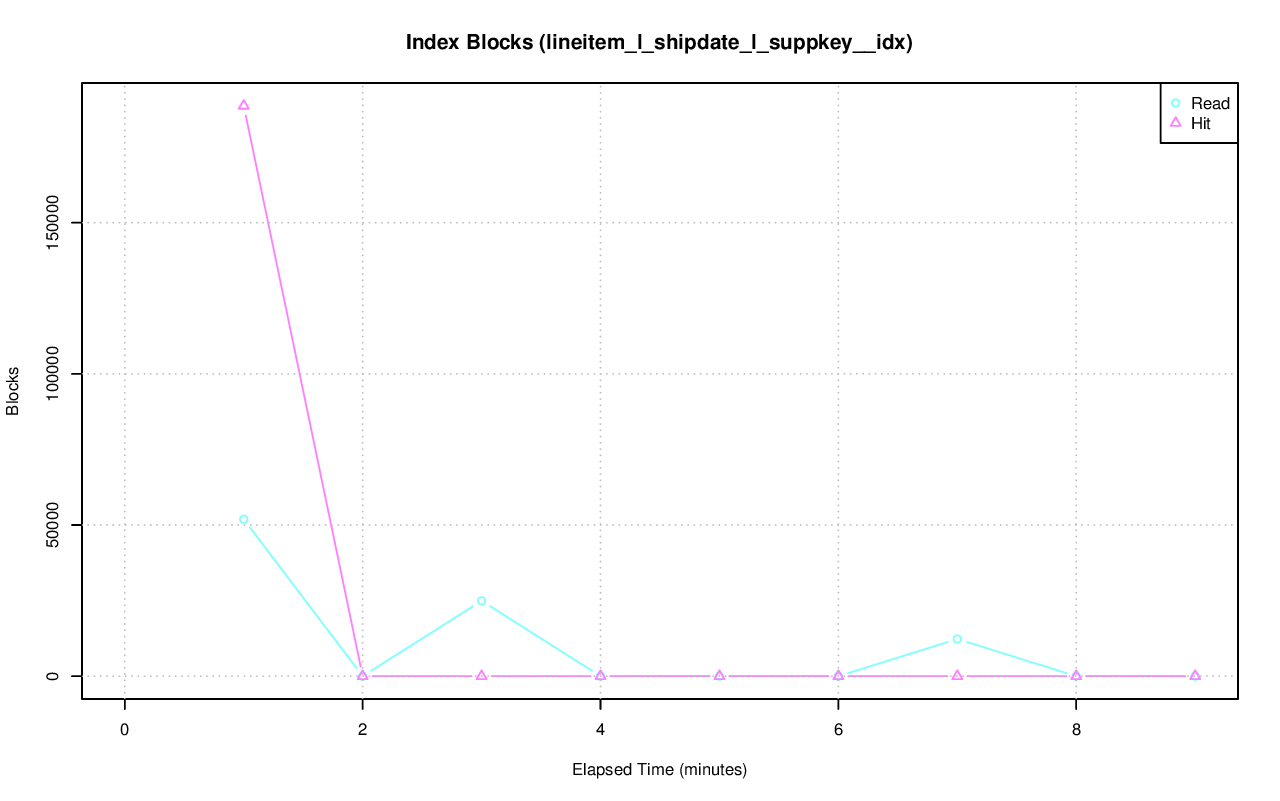 Index Blocks (lineitem_l_shipdate_l_suppkey__idx)
Read
Hit
Blocks
150000
100000
50000
0
0 2 4 6 8
Elapsed Time (minutes)